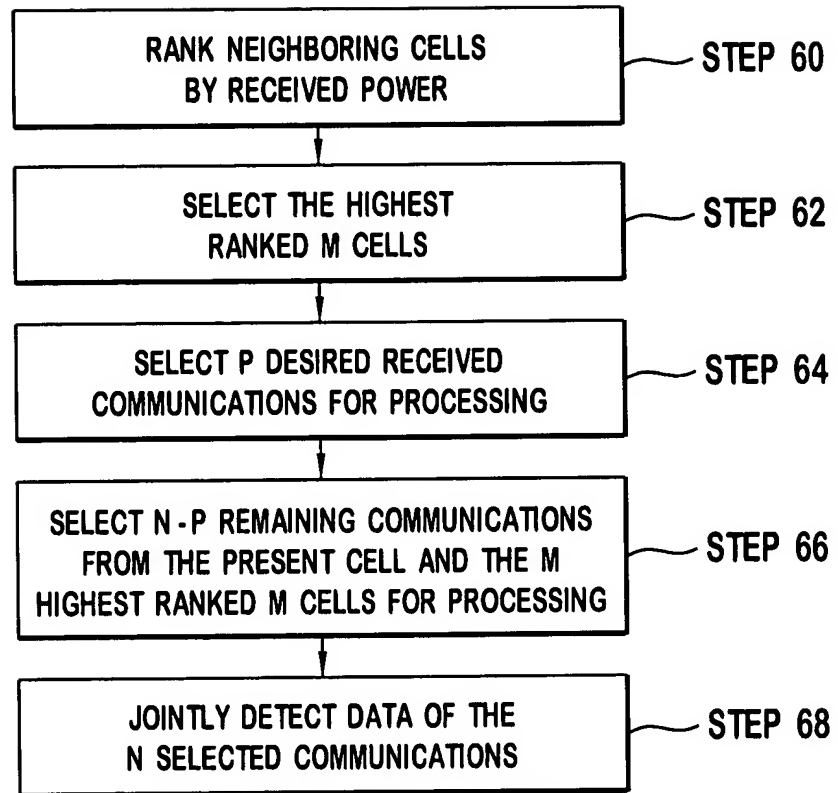 RANK NEIGHBORING CELLS
BY RECEIVED POWER
STEP 60
SELECT THE HIGHEST
RANKED M CELLS
STEP 62
SELECT P DESIRED RECEIVED
COMMUNICATIONS FOR PROCESSING
STEP 64
SELECT N - P REMAINING COMMUNICATIONS
FROM THE PRESENT CELL AND THE M
HIGHEST RANKED M CELLS FOR PROCESSING
STEP 66
JOINTLY DETECT DATA OF THE
N SELECTED COMMUNICATIONS
STEP 68